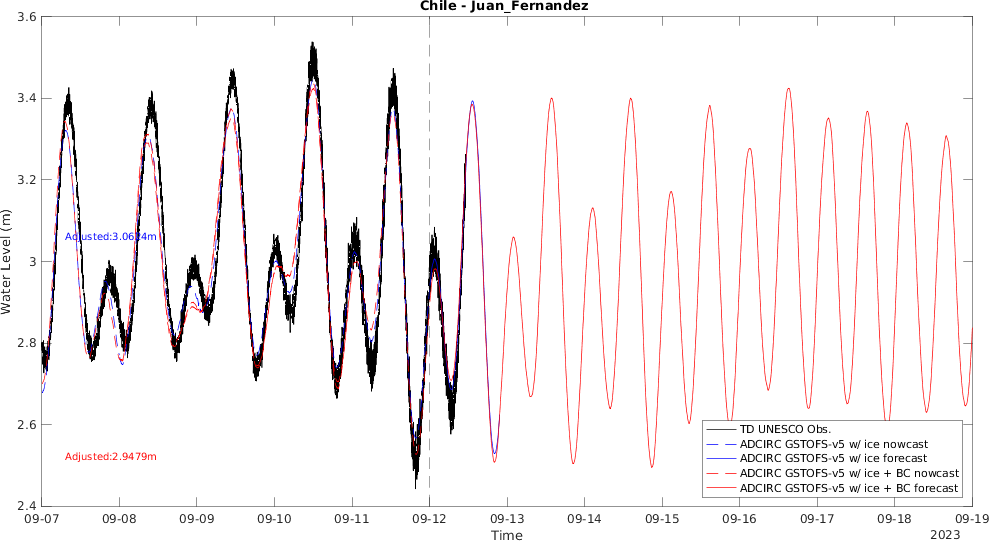 Chile - Juan_Fernandez
3.6
3.4
3.2
3
2.8
2.6
2.4
Water Level (m)
Adjusted:3.0624m
Adjusted:2.9479m
TD UNESCO Obs.
ADCIRC GSTOFS-v5 w/ ice nowcast
ADCIRC GSTOFS-v5 w/ ice forecast
ADCIRC GSTOFS-v5 w/ ice + BC nowcast
ADCIRC GSTOFS-v5 w/ ice + BC forecast
09-07 09-08 09-09 09-10 09-11 09-12 09-13 09-14 09-15 09-16 09-17 09-18 09-19
Time
2023